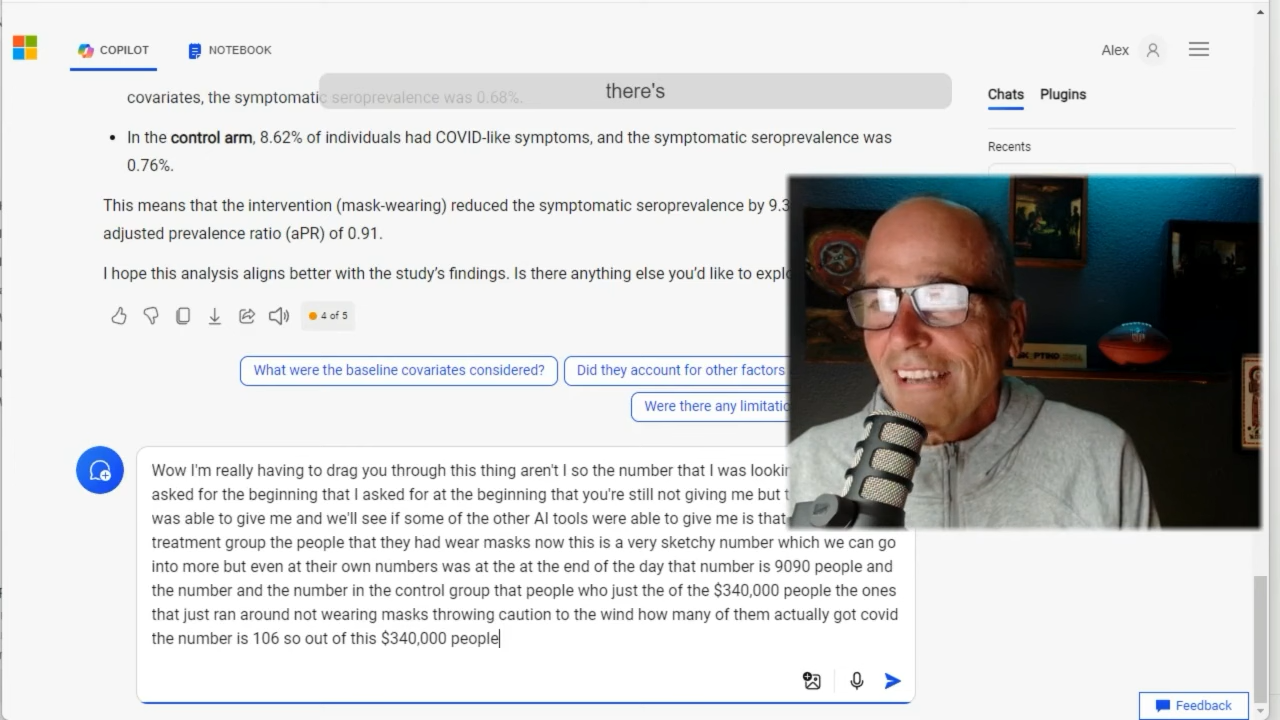 COPILOT
NOTEBOOK
Alex
there's
covariates, the symptomatic seroprevalence was 0.68%.
Chats Plugins
Recents
• In the control arm, 8.62% of individuals had COVID-like symptoms, and the symptomatic seroprevalence was
0.76%.
This means that the intervention (mask-wearing) reduced the symptomatic seroprevalence by 9.3
adjusted prevalence ratio (aPR) of 0.91.
I hope this analysis aligns better with the study's findings. Is there anything else you'd like to
4 of 5
What were the baseline covariates considered?
Did they account for other factors
Were there any
Wow I'm really having to drag you through this thing aren't I so the number that I was
asked for the beginning that I asked for at the beginning that you're still not giving me but
was able to give me and we'll see if some of the other AI tools were able to give me is that
treatment group the people that they had wear masks now this is a very sketchy number which we can go
into more but even at their own numbers was at the at the end of the day that number is 9090 people and
the number and the number in the control group that people who just the of the $340,000 people the ones
that just ran around not wearing masks throwing caution to the wind how many of them actually got covid
the number is 106 so out of this $340,000 people
Feedback